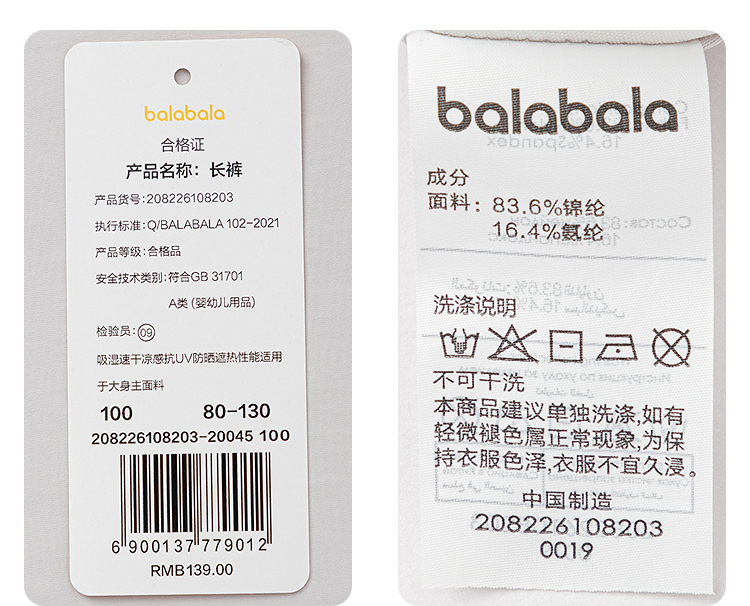 balabala
合格证
产品名称：长裤
产品货号:208226108203
执行标准:Q/BALABALA 102-2021
产品等级:合格品
安全技术类别:符合GB 31701
A类 (婴幼儿用品)
检验员:09
吸湿速干凉感抗UV防晒遮热性能适用
于大身主面料
100 80-130
208226108203-20045 100
6 900137 779012
RMB139.00
balabala
16.4%Spandex
成分
面料：83.6%锦纶
16.4%氨纶
洗涤说明
不可干洗
本商品建议单独洗涤,如有
轻微褪色属正常现象,为保
持衣服色泽,衣服不宜久浸。
中国制造
208226108203
0019